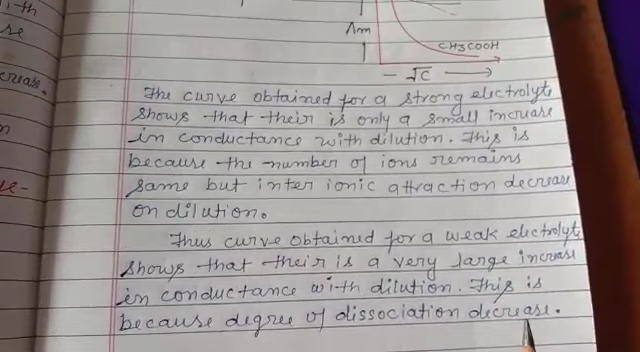 Λm
CH3COOH
√C
The curve obtained for a strong electrolyte
shows that their is only a small increase
in conductance with dilution. This is
because the number of ions remains
same but inter ionic attraction decrease
on dilution.
Thus curve obtained for a weak electrolyte
shows that their is a very large increase
in conductance with dilution. This is
because degree of dissociation decrease.